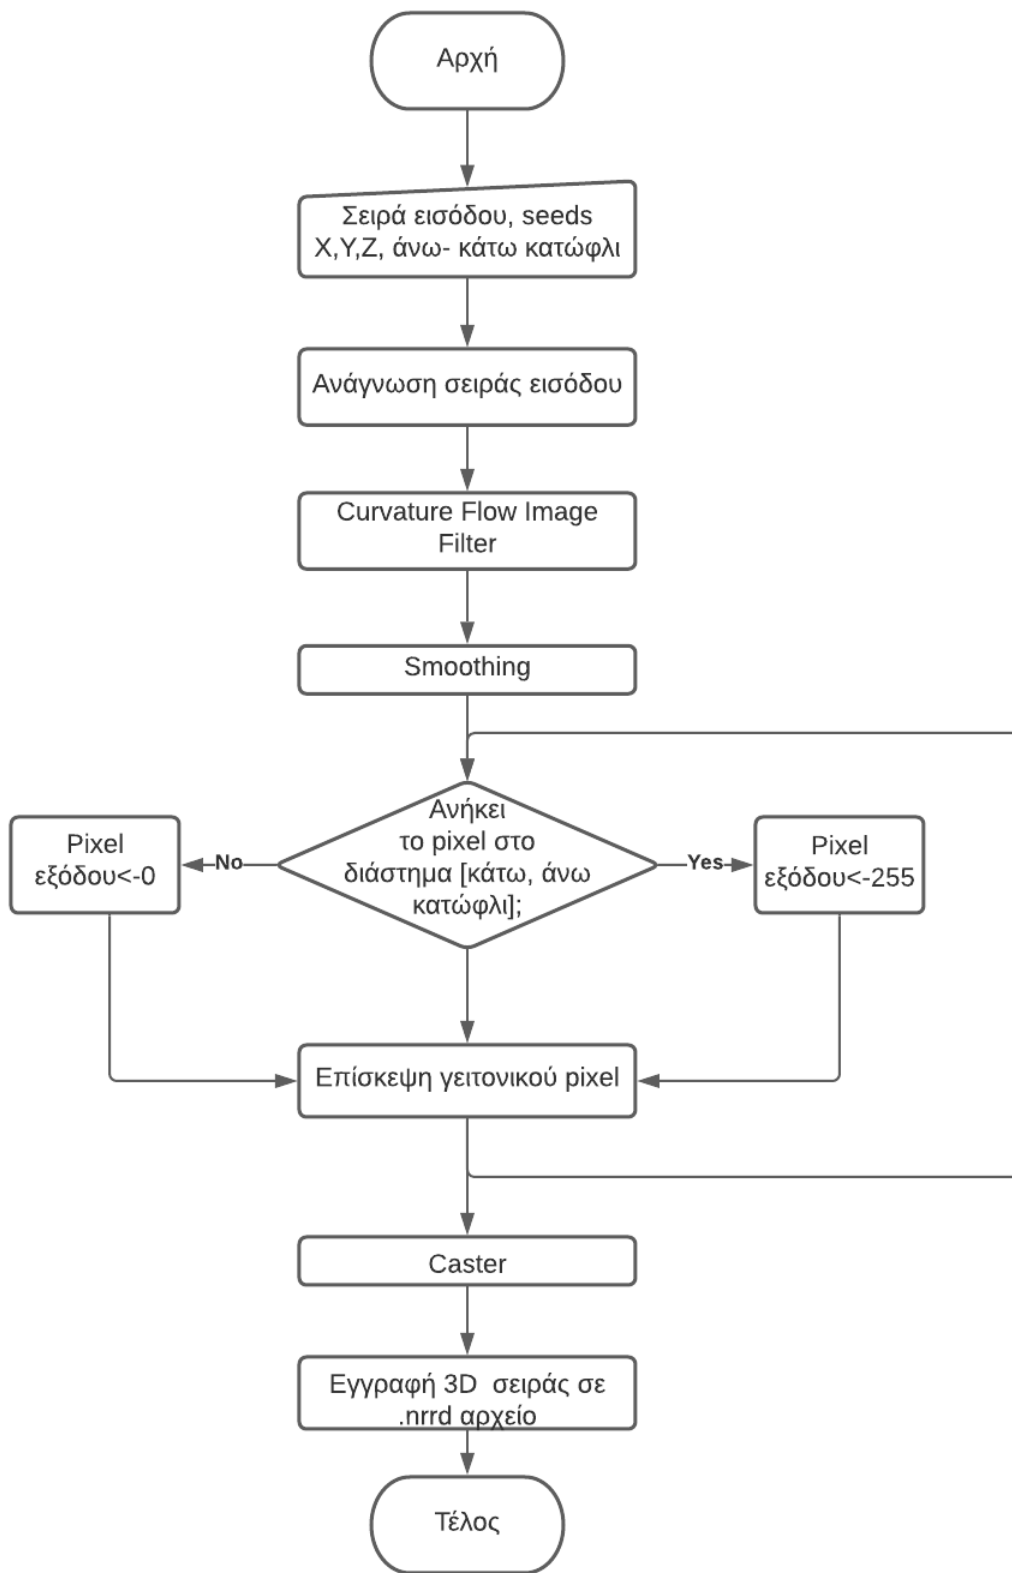 Αρχή
Σειρά εισόδου, seeds
X,Y,Z, άνω- κάτω κατώφλι
Ανάγνωση σειράς εισόδου
Curvature Flow Image
Filter
Smoothing
Ανήκει
το pixel στο
διάστημα [κάτω, άνω
κατώφλι];
No
Pixel
εξόδου<-0
Yes
Pixel
εξόδου<-255
Επίσκεψη γειτονικού pixel
Caster
Εγγραφή 3D  σειράς σε
.nrrd αρχείο
Τέλος